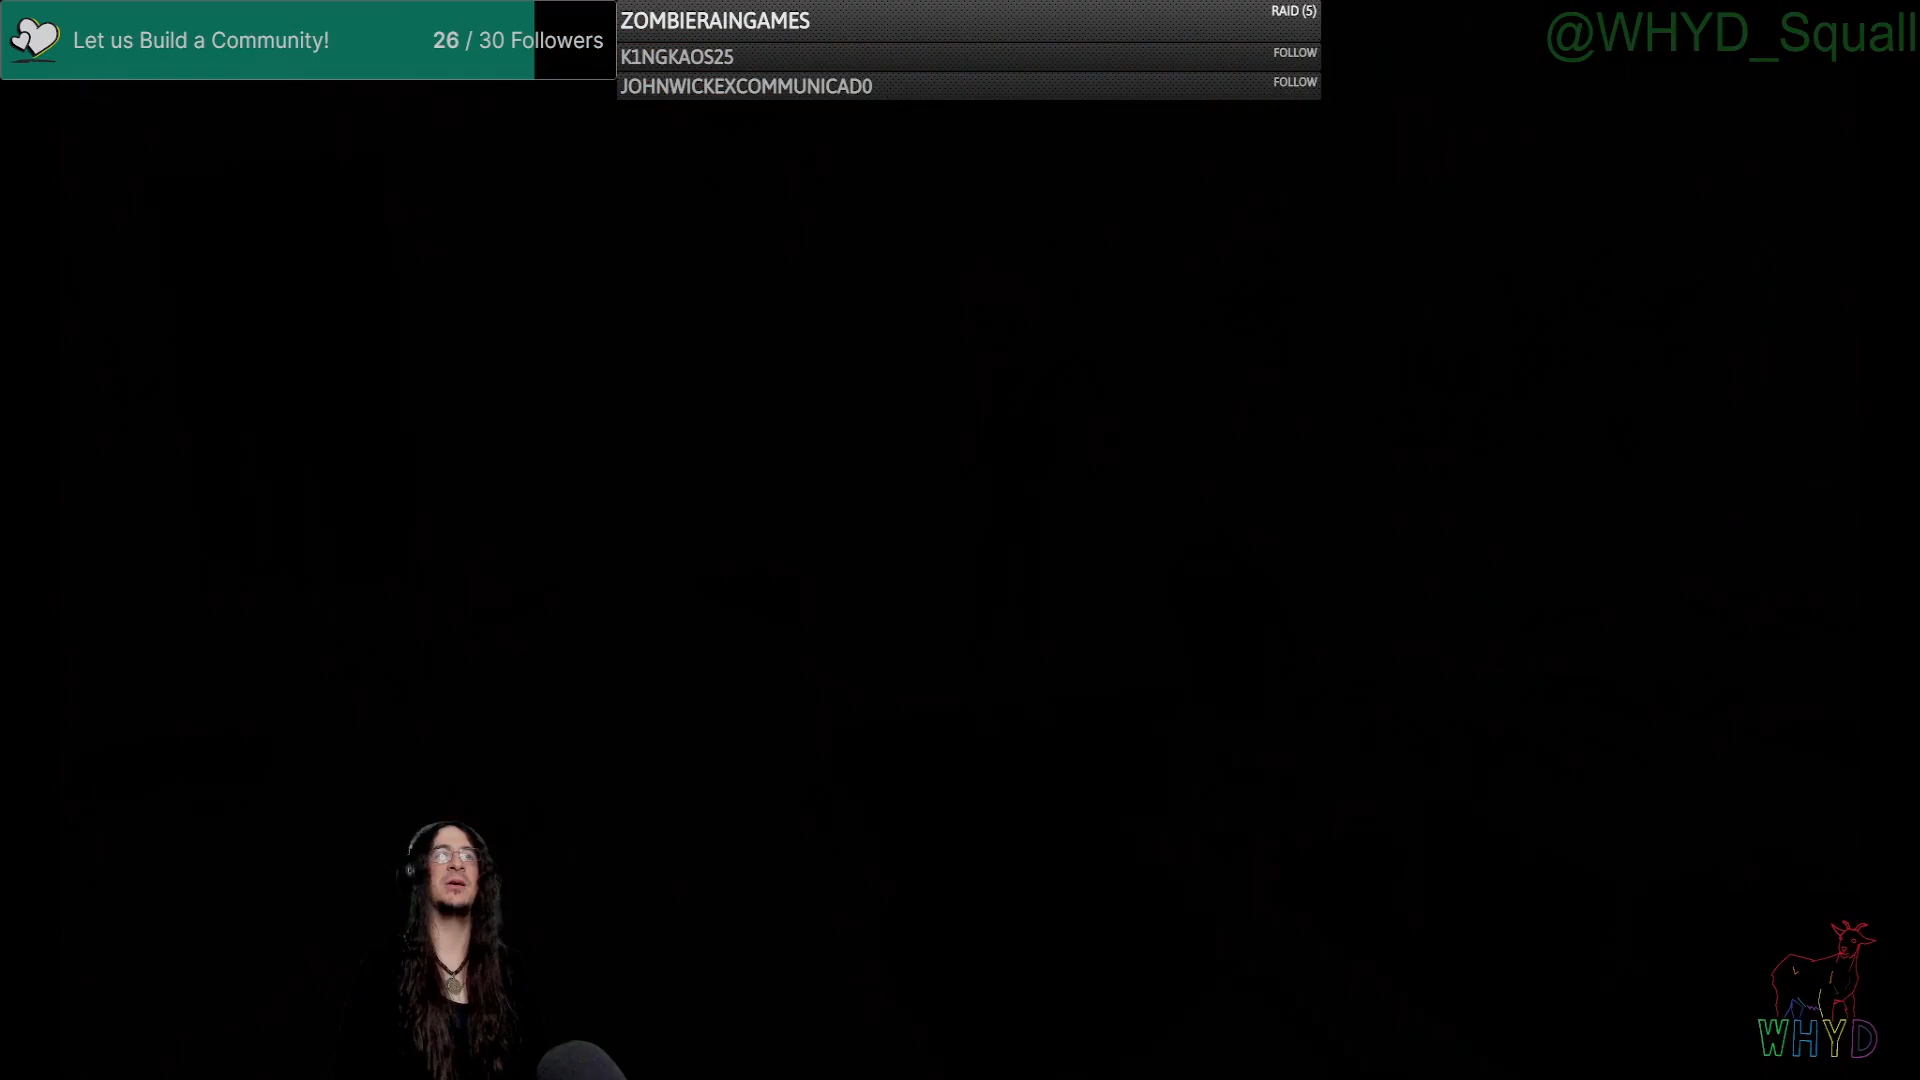 Let us Build a Community!
26 / 30 Followers
ZOMBIERAINGAMES
RAID (5)
K1NGKAOS25
FOLLOW
JOHNWICKEXCOMMUNICAD0
FOLLOW
@WHYD_Squall
WHYD